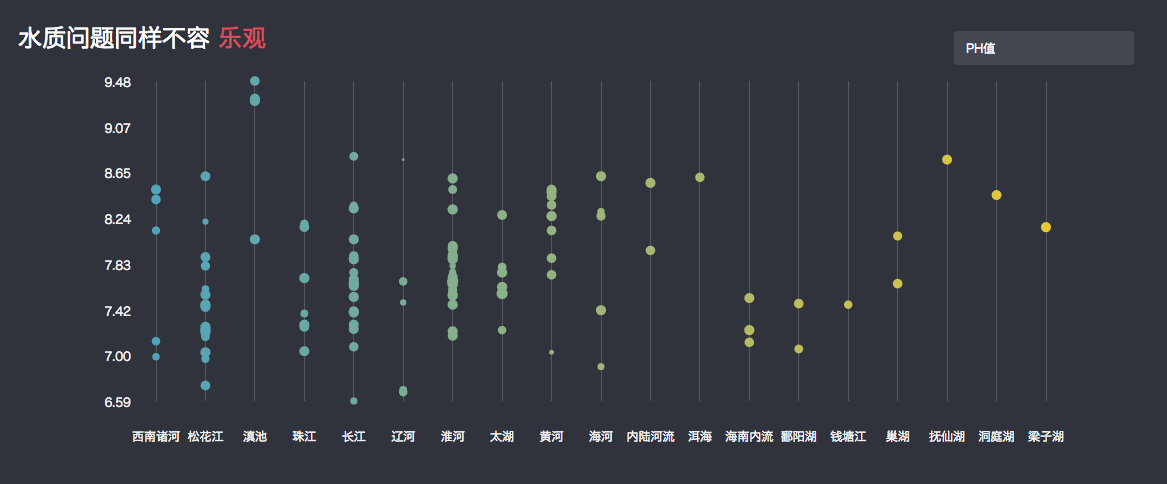 水质问题同样不容 乐观
PH值
9.48
9.07
8.65
8.24
7.83
7.42
7.00
6.59
西南诸河 松花江 滇池 珠江 长江 辽河 淮河 太湖 黄河 海河 内陆河流 洱海 海南内流 鄱阳湖 钱塘江 巢湖 抚仙湖 洞庭湖 梁子湖